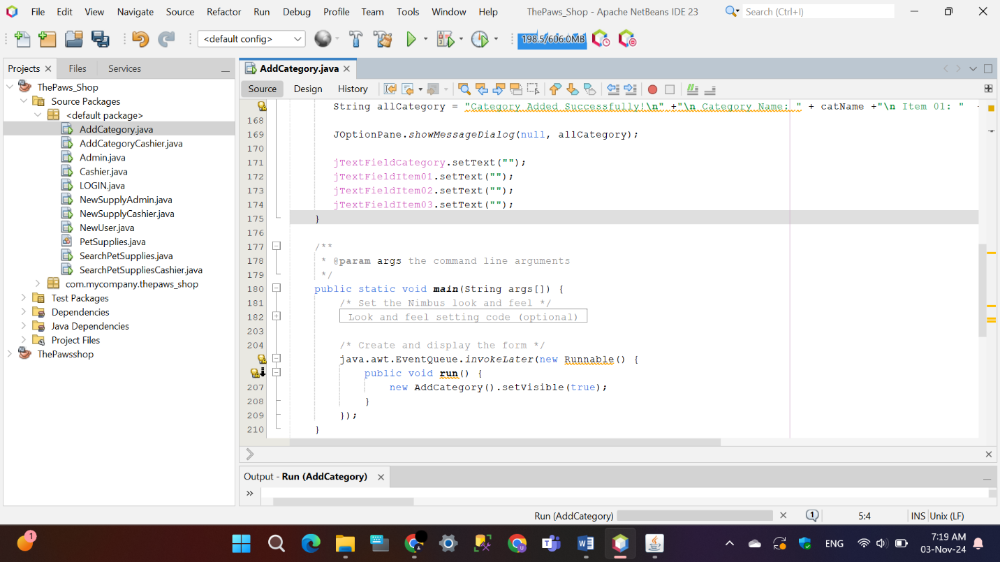 File Edit View Navigate Source Refactor Run Debug Profile Team Tools Window Help ThePaws_Shop - Apache NetBeans IDE 23 Search (Ctrl+I)
<default config> 198.5/606.0MB
Projects Files Services
ThePaws_Shop
Source Packages
<default package>
AddCategory.java
AddCategoryCashier.java
Admin.java
Cashier.java
LOGIN.java
NewSupplyAdmin.java
NewSupplyCashier.java
NewUser.java
PetSupplies.java
SearchPetSupplies.java
SearchPetSuppliesCashier.java
com.mycompany.thepaws_shop
Test Packages
Dependencies
Java Dependencies
Project Files
ThePawsshop
AddCategory.java
Source Design History
String allCategory = "Category Added Successfully!\n" +"\n Category Name: " + catName +"\n Item 01: "
168
169 JOptionPane.showMessageDialog(null, allCategory);
170
171 jTextFieldCategory.setText("");
172 jTextFieldItem01.setText("");
173 jTextFieldItem02.setText("");
174 jTextFieldItem03.setText("");
175 }
176
177 /**
178 * @param args the command line arguments
179 */
180 public static void main(String args[]) {
181 /* Set the Nimbus look and feel */
182 Look and feel setting code (optional)
203
204 /* Create and display the form */
java.awt.EventQueue.invokeLater(new Runnable() {
public void run() {
207 new AddCategory().setVisible(true);
208 }
209 });
210 }
Output - Run (AddCategory)
Run (AddCategory) 1 5:4 INS Unix (LF)
1 ENG 7:19 AM
03-Nov-24